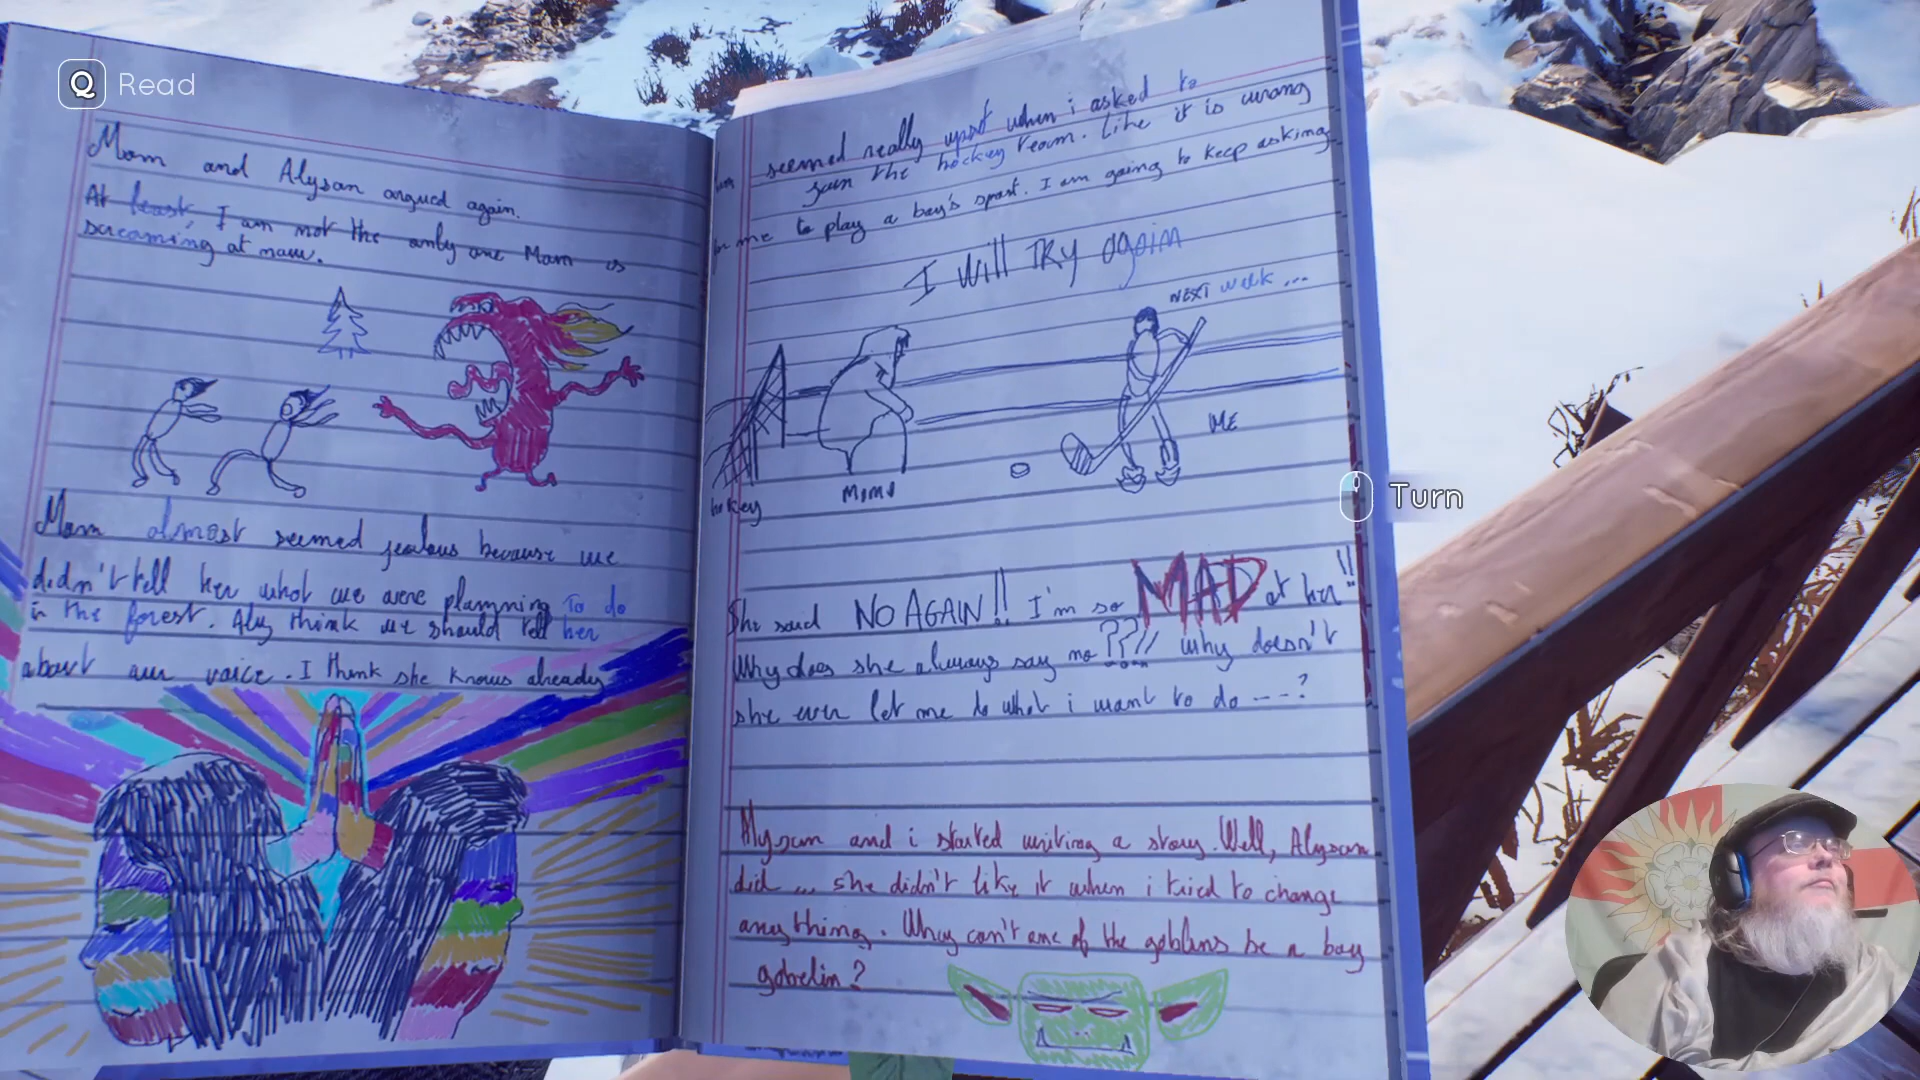 Read
Mom and Alyson argued again.
At least I am not the only one Mom is
screaming at now.
Mom almost seemed jealous because we
didn't tell her what we were plamning To do
in the forest. Aly think we should tell her
about our voice. I think she knows already
seemed really upset when i asked to
join the hockey team. Like it is wrong
for me to play a boy's sport. I am going to keep asking
I will TRY again
NEXT week ...
ME
MOM
hockey
She said NO AGAIN!! I'm so MAD at her!!
Why does she always say no ??!! why doesn't
she ever let me do what i want to do ---?
Alyson and i started writing a story. Well, Alyson
did ... she didn't like it when i tried to change
anything. Why can't one of the goblins be a boy
gobelin?
Turn